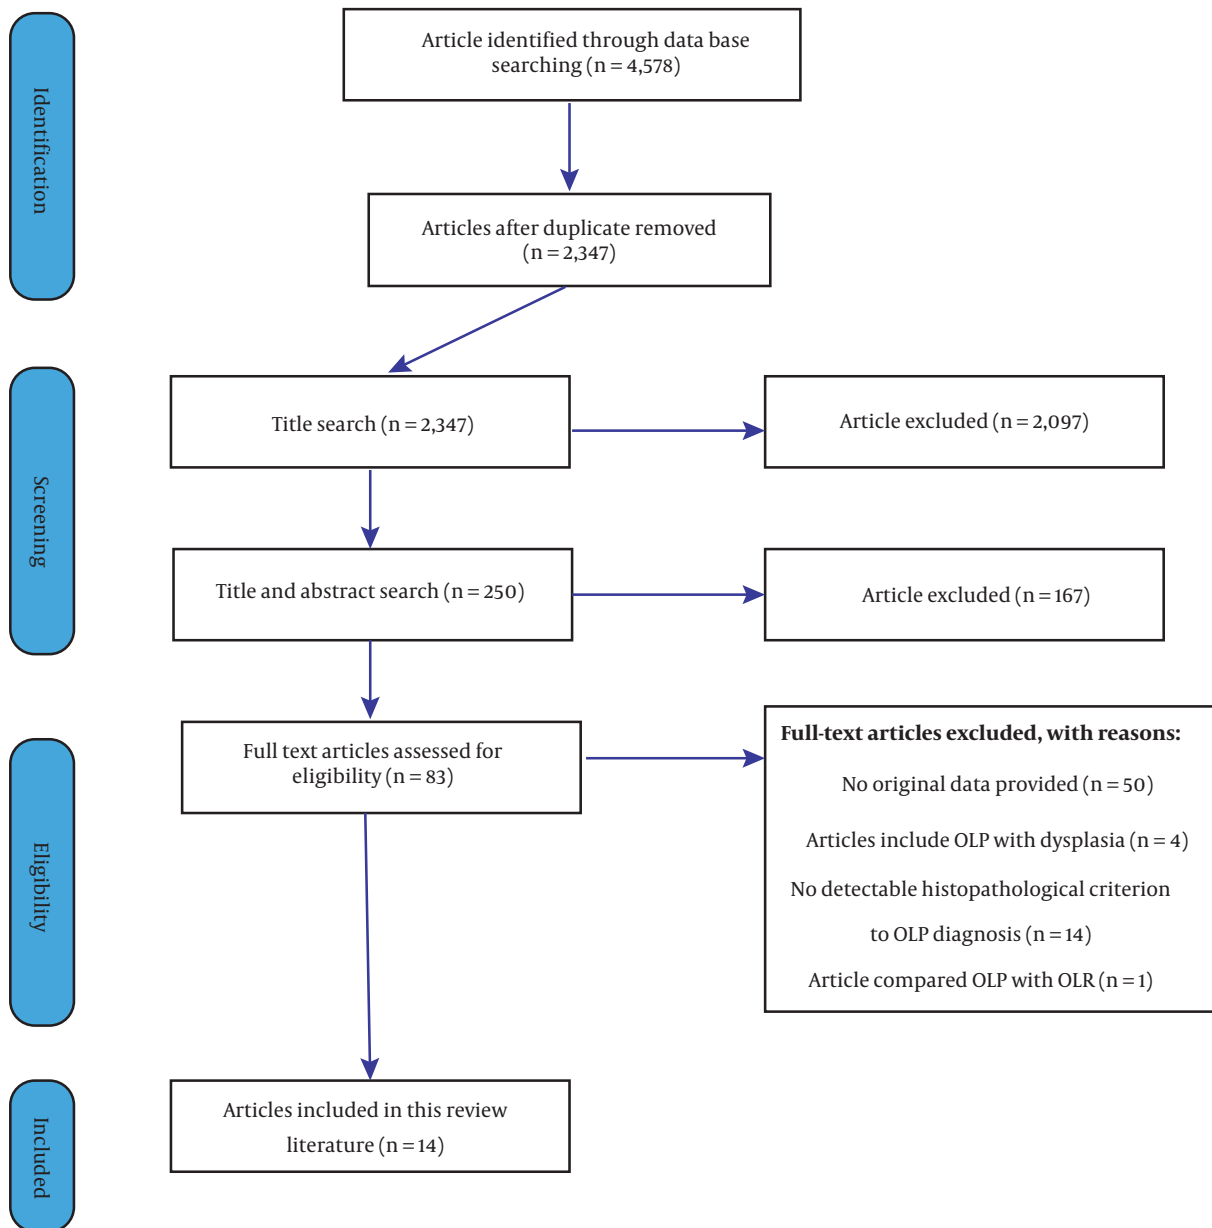 Identification
Article identified through data base
searching (n = 4,578)
Articles after duplicate removed
(n = 2,347)
Screening
Title search (n = 2,347)
Article excluded (n = 2,097)
Title and abstract search (n = 250)
Article excluded (n = 167)
Eligibility
Full text articles assessed for
eligibility (n = 83)
Full-text articles excluded, with reasons:
No original data provided (n = 50)
Articles include OLP with dysplasia (n = 4)
No detectable histopathological criterion
to OLP diagnosis (n = 14)
Article compared OLP with OLR (n = 1)
Included
Articles included in this review
literature (n = 14)